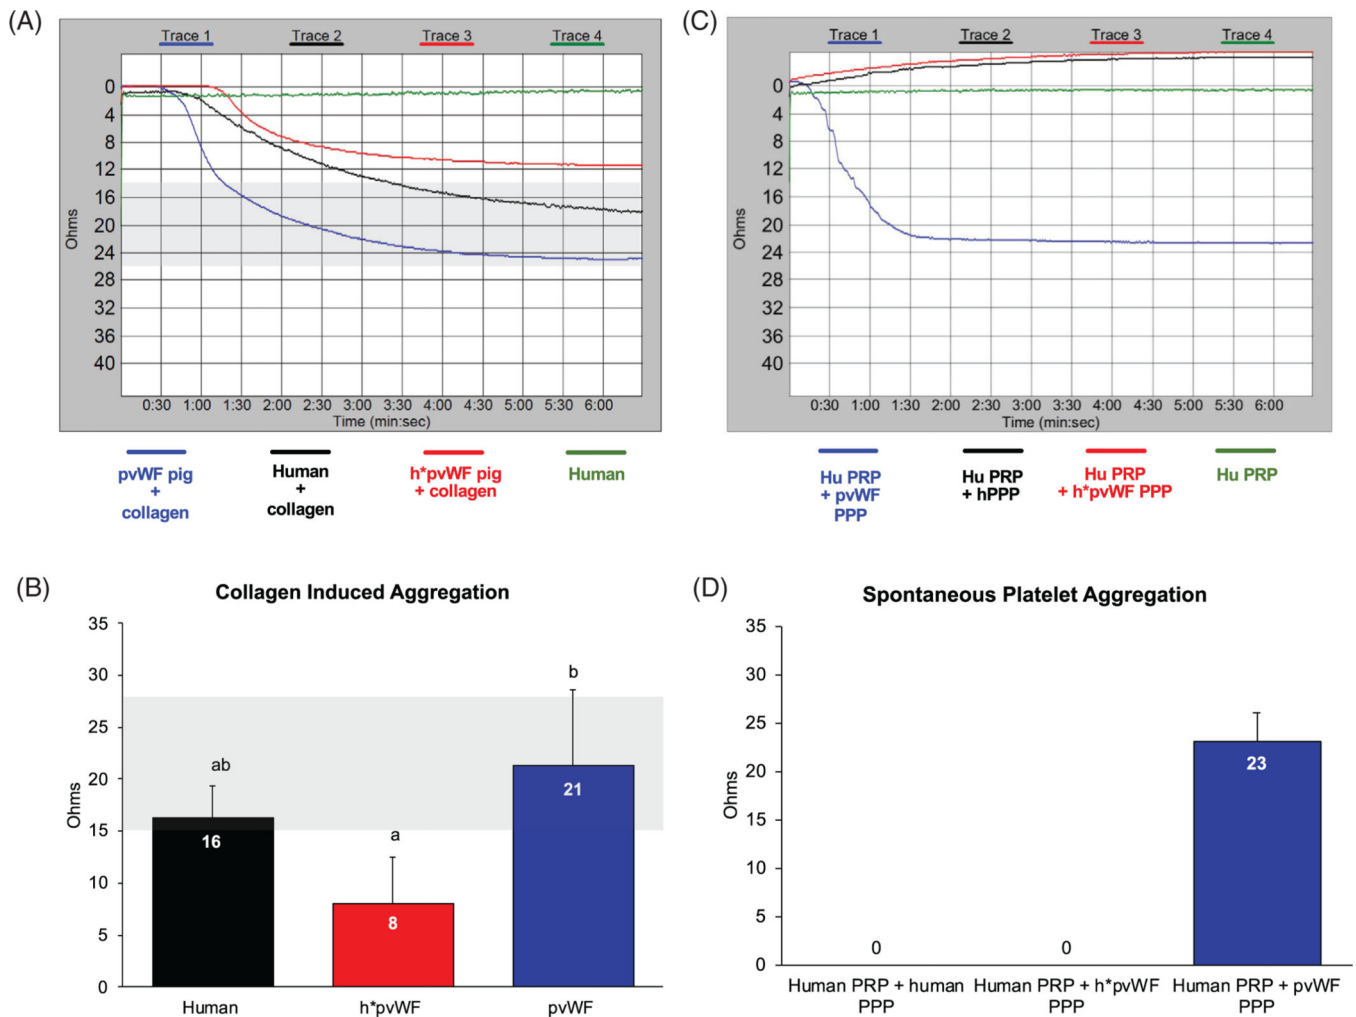 (A)
Trace 1 Trace 2 Trace 3 Trace 4
0
4
8
12
16
20
24
28
32
36
40
Ohms
0:30 1:00 1:30 2:00 2:30 3:00 3:30 4:00 4:30 5:00 5:30 6:00
Time (min:sec)
pvWF pig
+
collagen
Human
+
collagen
h*pvWF pig
+ collagen
Human
(C)
Trace 1 Trace 2 Trace 3 Trace 4
0
4
8
12
16
20
24
28
32
36
40
Ohms
0:30 1:00 1:30 2:00 2:30 3:00 3:30 4:00 4:30 5:00 5:30 6:00
Time (min:sec)
Hu PRP
+ pvWF
PPP
Hu PRP
+ hPPP
Hu PRP
+ h*pvWF PPP
Hu PRP
(B)
Collagen Induced Aggregation
35
30
25
20
15
10
5
0
Ohms
ab
16
a
8
b
21
Human h*pvWF pvWF
(D)
Spontaneous Platelet Aggregation
35
30
25
20
15
10
5
0
Ohms
0
0
23
Human PRP + human
PPP
Human PRP + h*pvWF
PPP
Human PRP + pvWF
PPP